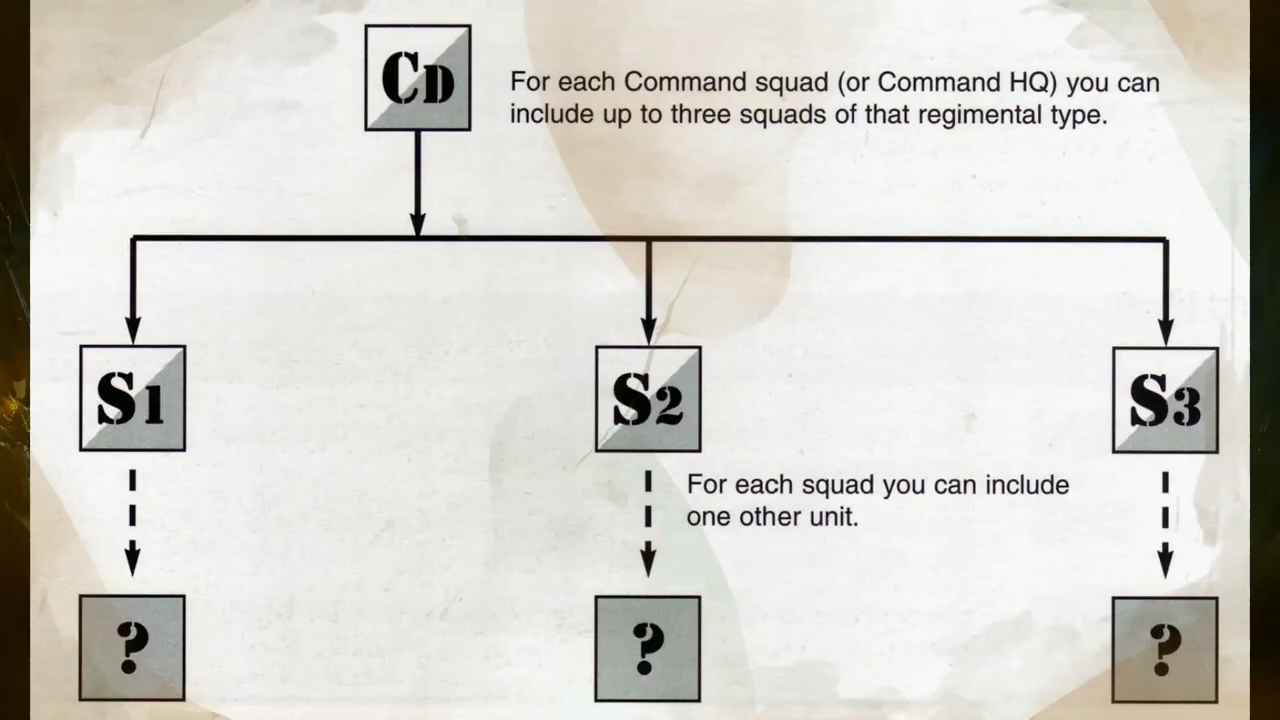 CD
For each Command squad (or Command HQ) you can
include up to three squads of that regimental type.
S1
S2
S3
For each squad you can include
one other unit.
?
?
?